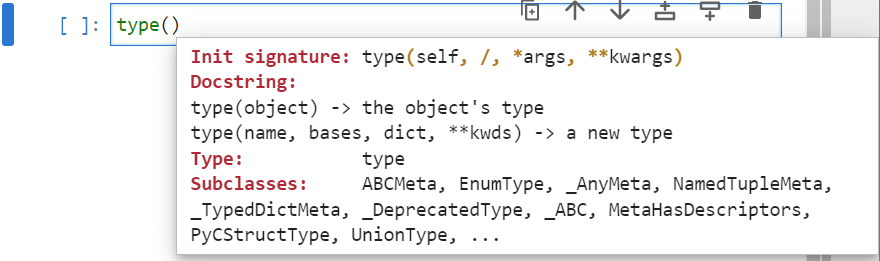 [ ]: type()
Init signature: type(self, /, *args, **kwargs)
Docstring:
type(object) -> the object's type
type(name, bases, dict, **kwds) -> a new type
Type: type
Subclasses: ABCMeta, EnumType, _AnyMeta, NamedTupleMeta,
_TypedDictMeta, _DeprecatedType, _ABC, MetaHasDescriptors,
PyCStructType, UnionType, ...